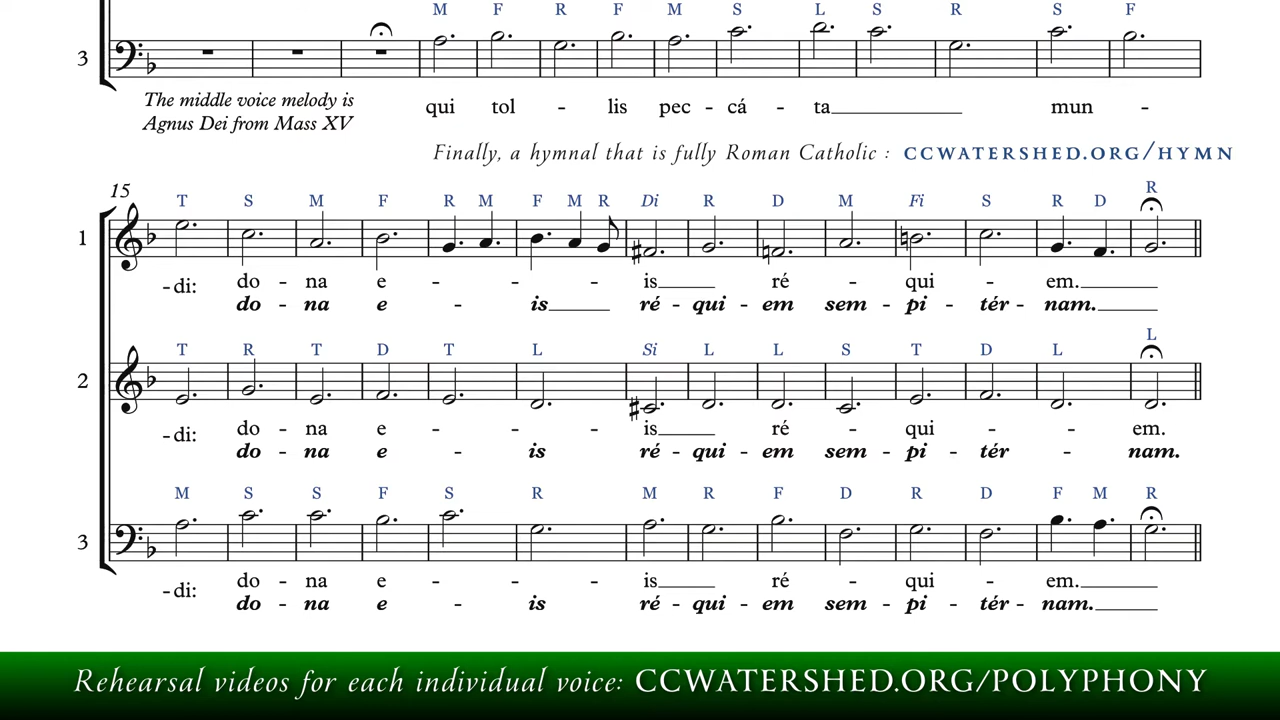 M F R F M S L S R S F
3
The middle voice melody is
Agnus Dei from Mass XV
qui tol - lis pec - cá - ta mun -
Finally, a hymnal that is fully Roman Catholic : CCWATERSHED.ORG/HYMN
15
T S M F R M F M R Di R D M Fi S R D R
1
-di: do - na e - - - is ré - qui - em.
do - na e - is ré - qui - em sem - pi - tér - nam.
T R T D T L Si L L S T D L L
2
-di: do - na e - - - is ré - qui - - em.
do - na e - is ré - qui - em sem - pi - tér - nam.
M S S F S R M R F D R D F M R
3
-di: do - na e - - - is ré - qui - em.
do - na e - is ré - qui - em sem - pi - tér - nam.
Rehearsal videos for each individual voice: CCWATERSHED.ORG/POLYPHONY